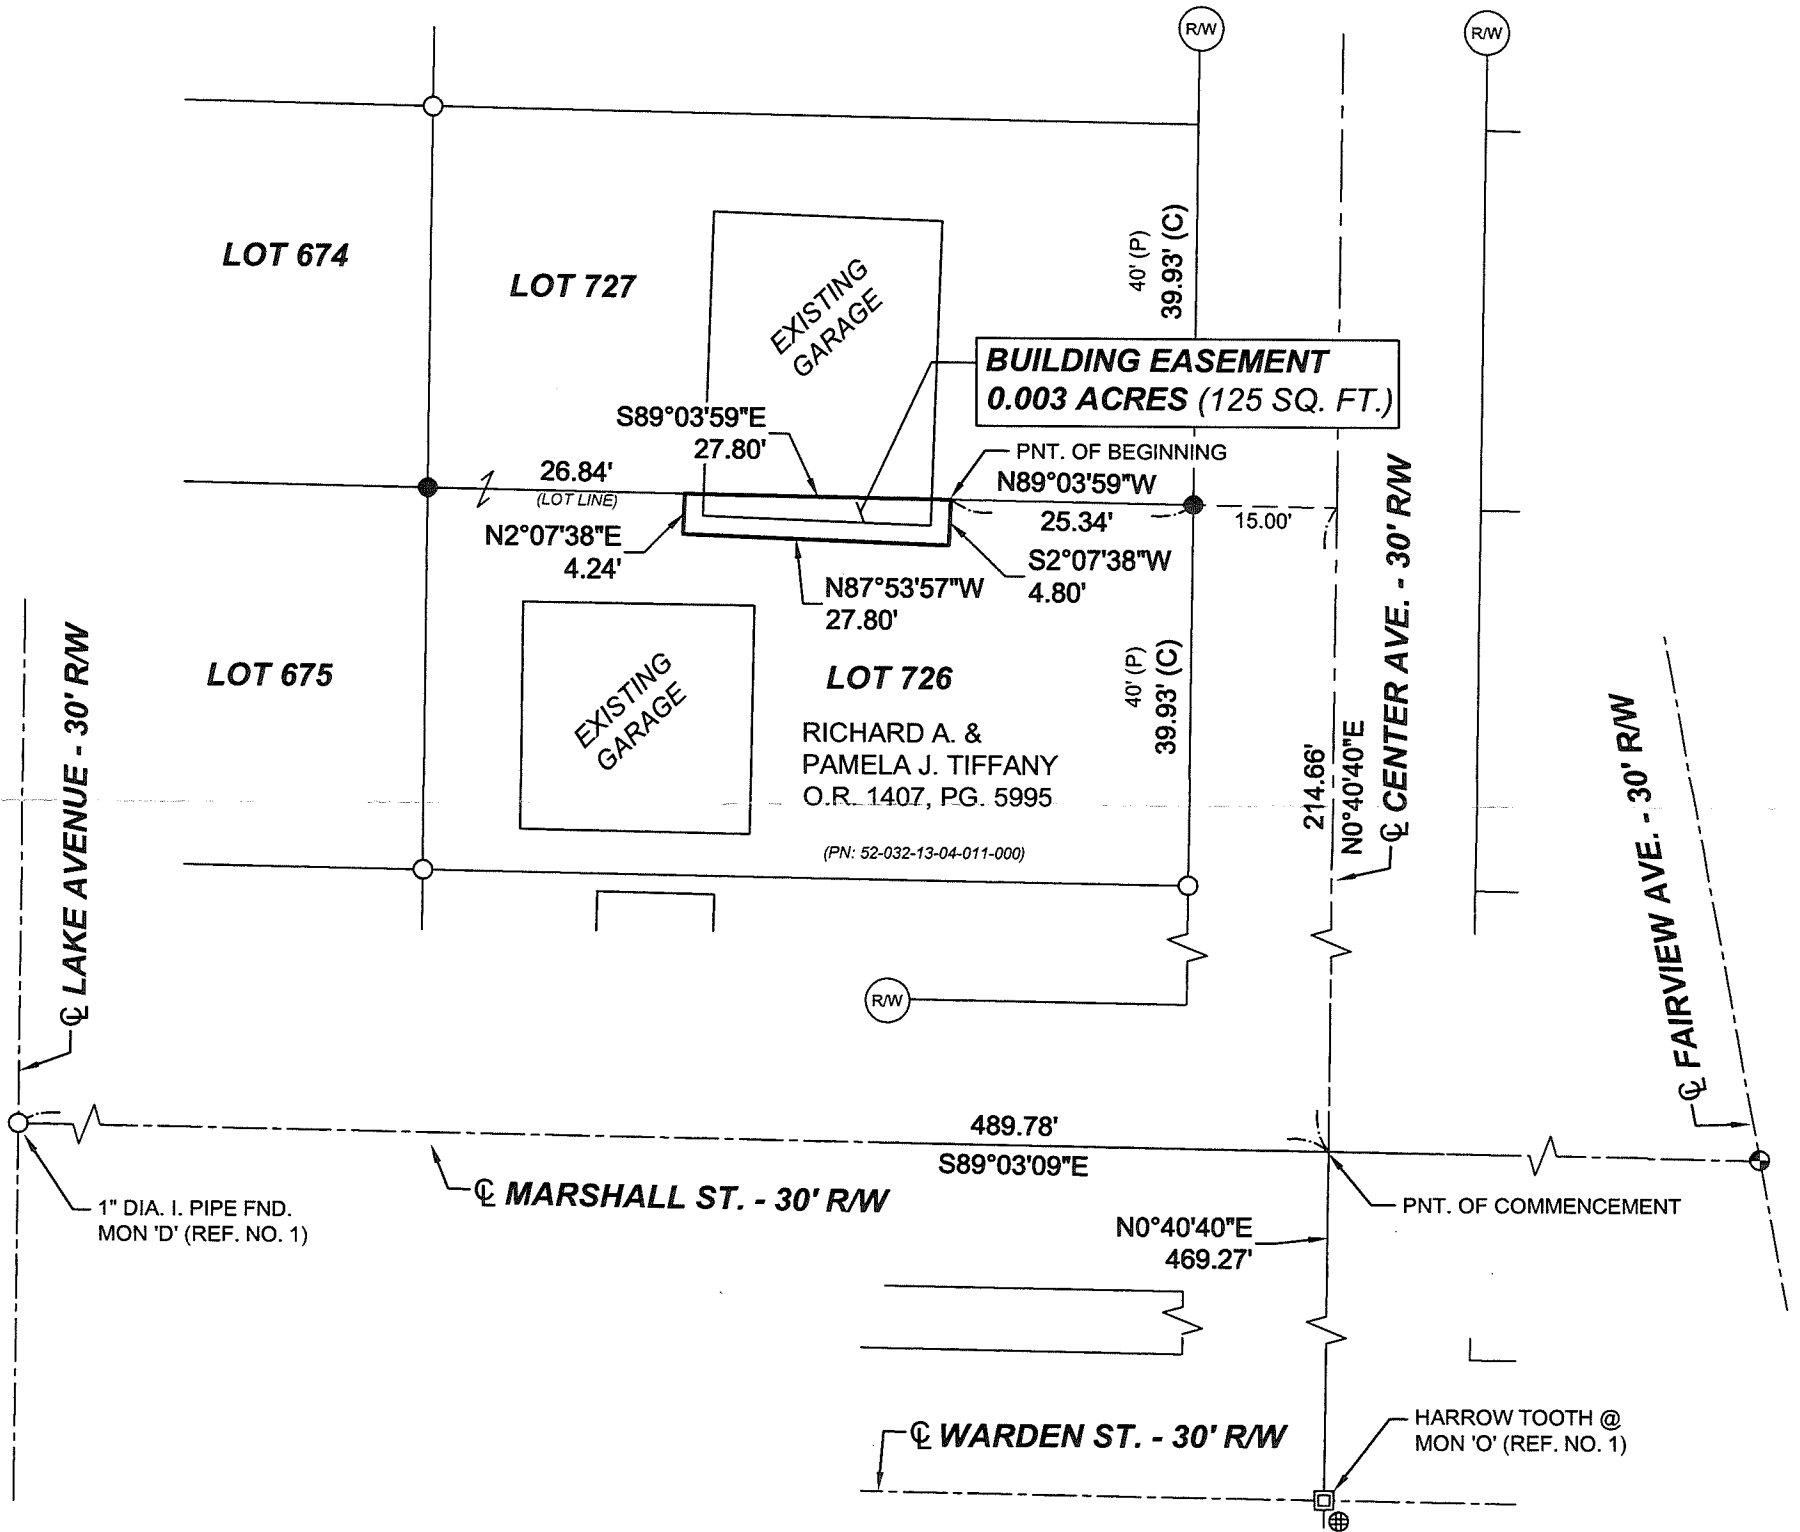 R/W
R/W
LOT 674
LOT 727
EXISTING
GARAGE
40' (P)
39.93' (C)
BUILDING EASEMENT
0.003 ACRES (125 SQ. FT.)
S89°03'59"E
27.80'
PNT. OF BEGINNING
26.84'
(LOT LINE)
N89°03'59"W
25.34'
15.00'
N2°07'38"E
4.24'
S2°07'38"W
4.80'
N87°53'57"W
27.80'
LOT 675
EXISTING
GARAGE
LOT 726
RICHARD A. &
PAMELA J. TIFFANY
O.R. 1407, PG. 5995
(PN: 52-032-13-04-011-000)
40' (P)
39.93' (C)
214.66'
N0°40'40"E
℄ CENTER AVE. - 30' R/W
℄ LAKE AVENUE - 30' R/W
℄ FAIRVIEW AVE. - 30' R/W
R/W
489.78'
S89°03'09"E
℄ MARSHALL ST. - 30' R/W
1" DIA. I. PIPE FND.
MON 'D' (REF. NO. 1)
PNT. OF COMMENCEMENT
N0°40'40"E
469.27'
℄ WARDEN ST. - 30' R/W
HARROW TOOTH @
MON 'O' (REF. NO. 1)